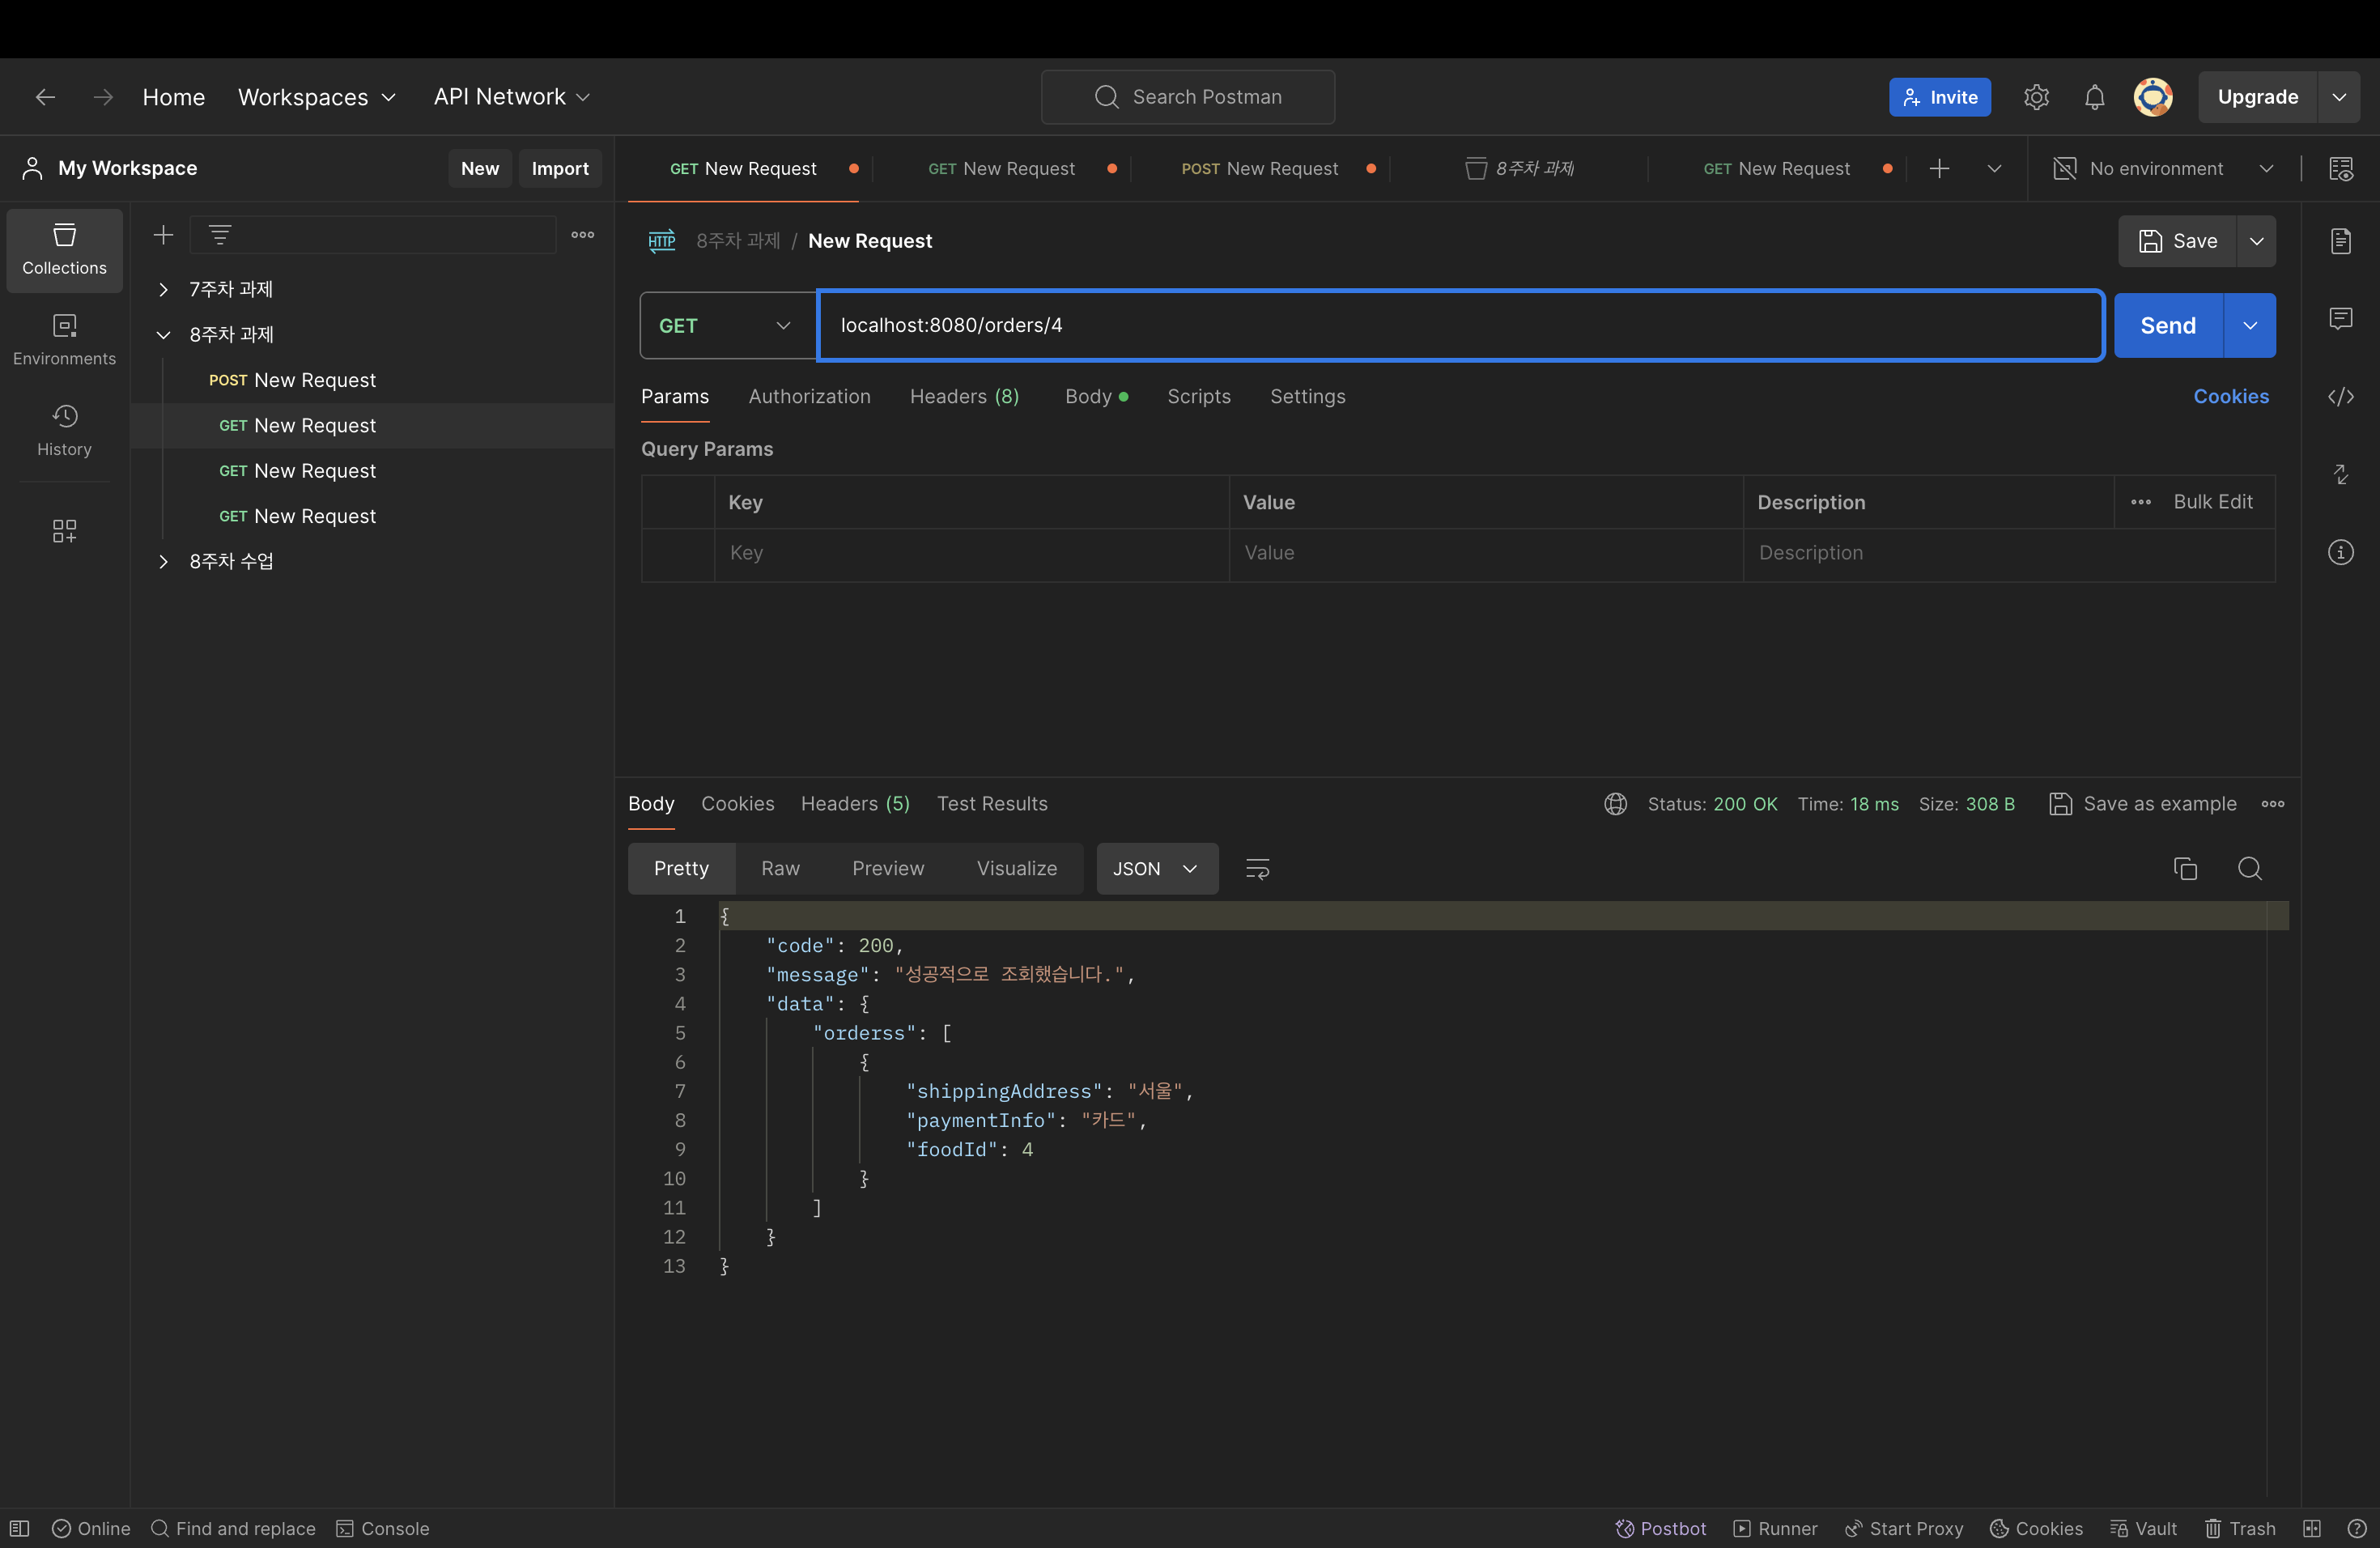 Home Workspaces API Network Search Postman Invite Upgrade
My Workspace New Import GET New Request GET New Request POST New Request 8주차 과제 GET New Request No environment
Collections
Environments
History
7주차 과제
8주차 과제
POST New Request
GET New Request
GET New Request
GET New Request
8주차 수업
HTTP 8주차 과제 / New Request Save
GET localhost:8080/orders/4 Send
Params Authorization Headers (8) Body Scripts Settings Cookies
Query Params
Key Value Description Bulk Edit
Key Value Description
Body Cookies Headers (5) Test Results Status: 200 OK Time: 18 ms Size: 308 B Save as example
Pretty Raw Preview Visualize JSON
1 {
2 "code": 200,
3 "message": "성공적으로 조회했습니다.",
4 "data": {
5 "orderss": [
6 {
7 "shippingAddress": "서울",
8 "paymentInfo": "카드",
9 "foodId": 4
10 }
11 ]
12 }
13 }
Online Find and replace Console Postbot Runner Start Proxy Cookies Vault Trash